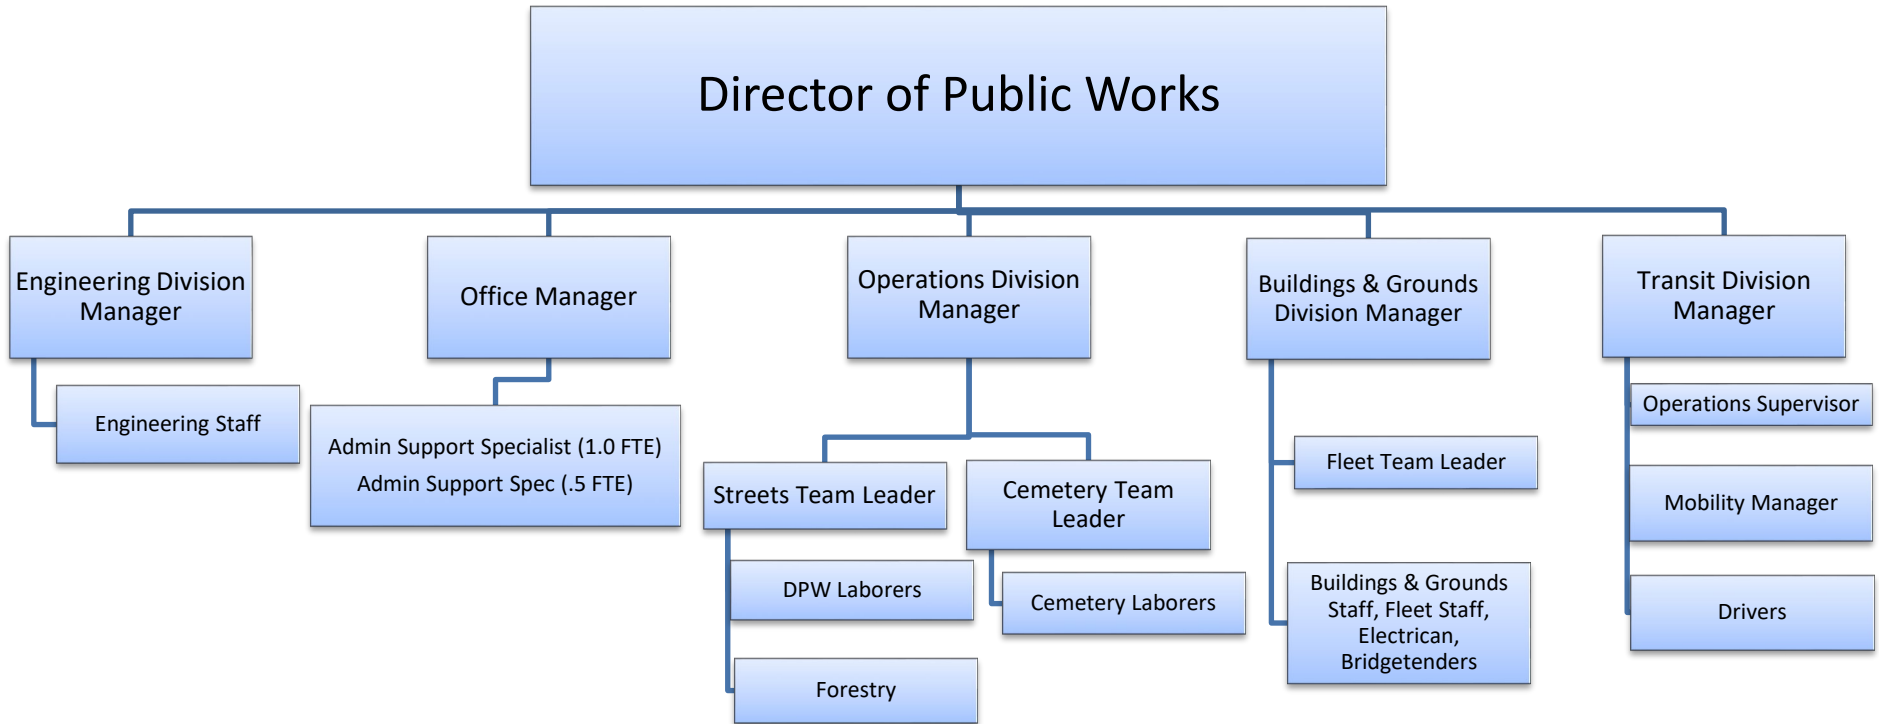 Director of Public Works
Engineering Division
Manager
Office Manager
Operations Division
Manager
Buildings & Grounds
Division Manager
Transit Division
Manager
Engineering Staff
Admin Support Specialist (1.0 FTE)
Admin Support Spec (.5 FTE)
Streets Team Leader
DPW Laborers
Forestry
Cemetery Team
Leader
Cemetery Laborers
Fleet Team Leader
Buildings & Grounds
Staff, Fleet Staff,
Electrican,
Bridgetenders
Operations Supervisor
Mobility Manager
Drivers